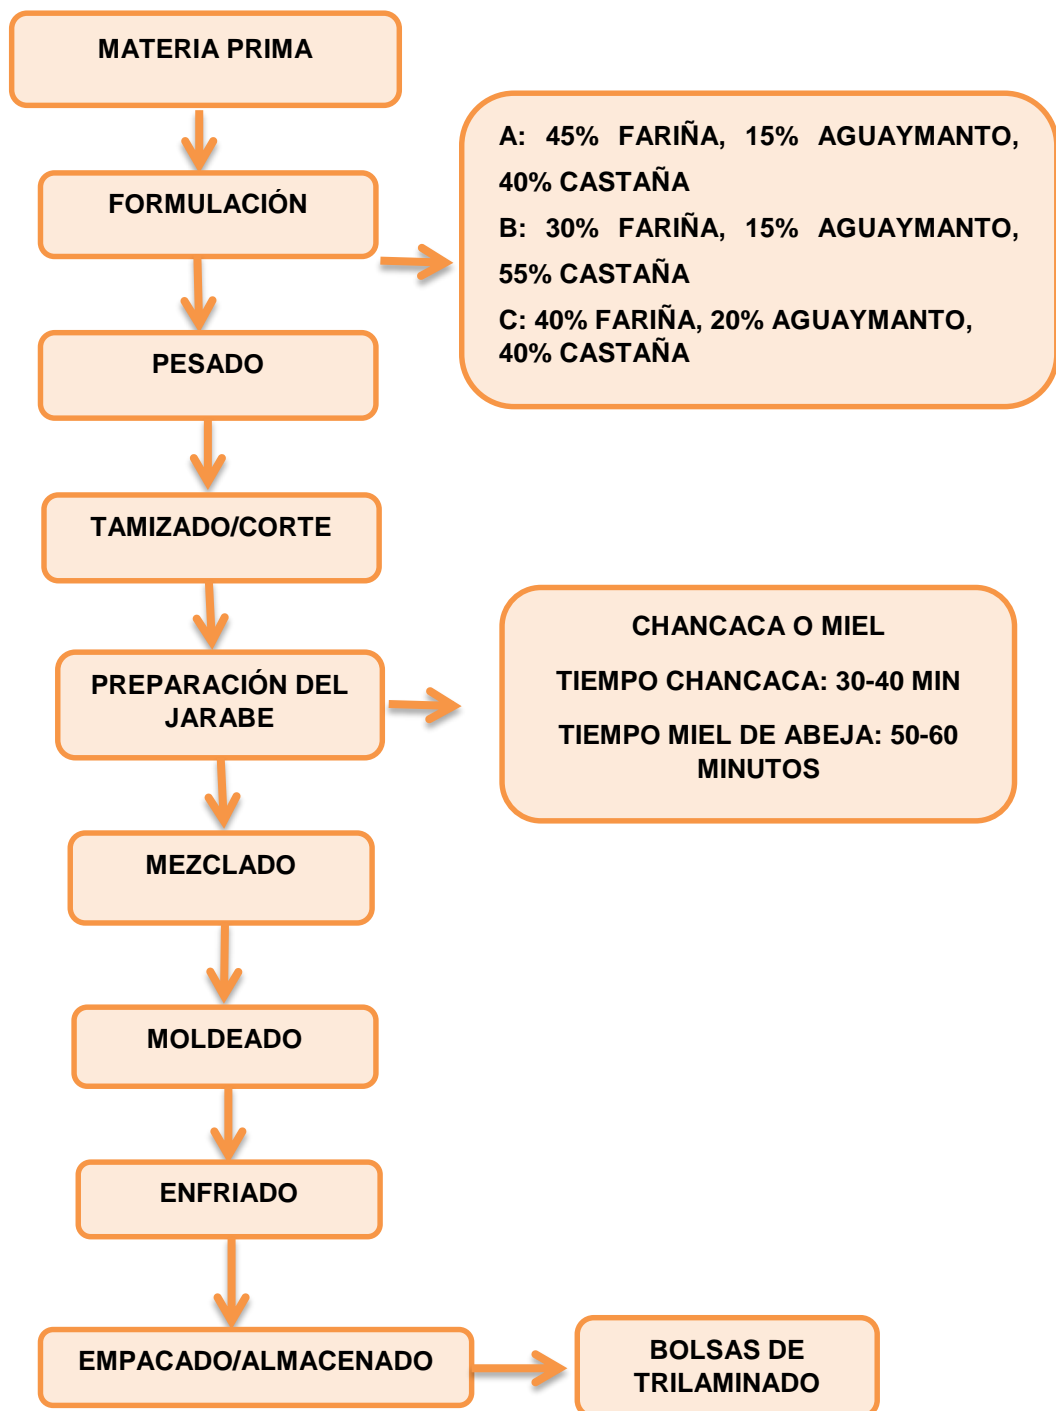 MATERIA PRIMA
FORMULACIÓN
A: 45% FARIÑA, 15% AGUAYMANTO,
40% CASTAÑA
B: 30% FARIÑA, 15% AGUAYMANTO,
55% CASTAÑA
C: 40% FARIÑA, 20% AGUAYMANTO,
40% CASTAÑA
PESADO
TAMIZADO/CORTE
PREPARACIÓN DEL
JARABE
CHANCACA O MIEL
TIEMPO CHANCACA: 30-40 MIN
TIEMPO MIEL DE ABEJA: 50-60
MINUTOS
MEZCLADO
MOLDEADO
ENFRIADO
EMPACADO/ALMACENADO
BOLSAS DE
TRILAMINADO